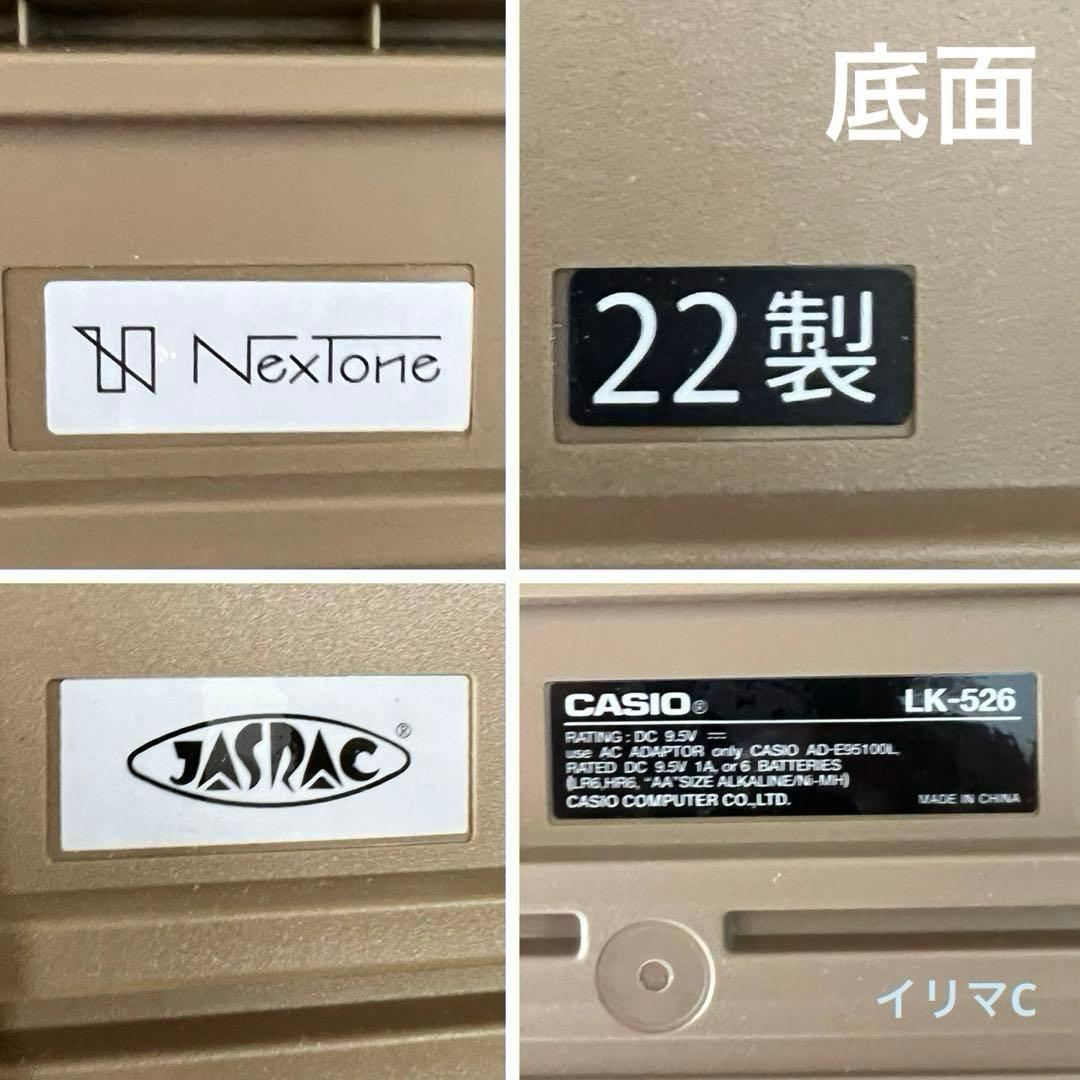 底面
NexTone
22製
JASRAC®
CASIO® LK-526
RATING : DC 9.5V ⎓
use AC ADAPTOR only CASIO AD-E95100L
RATED DC 9.5V 1A, or 6 BATTERIES
(LR6,HR6, "AA"SIZE ALKALINE/Ni-MH)
CASIO COMPUTER CO.,LTD. MADE IN CHINA
イリマC